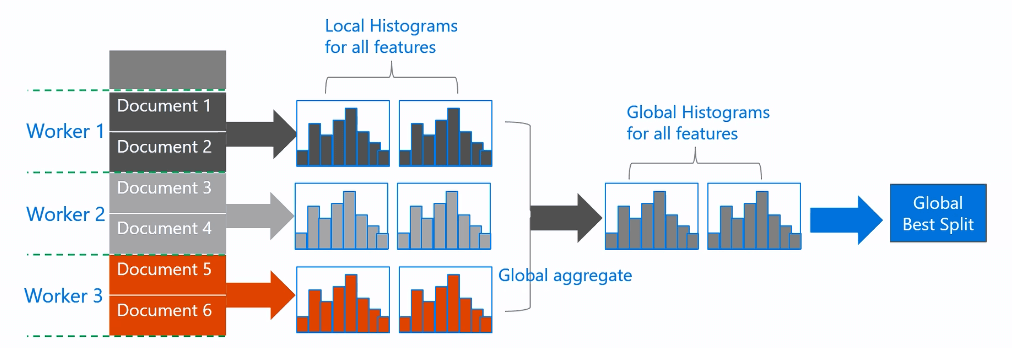 Local Histograms
for all features
Document 1
Worker 1
Document 2
Global Histograms
for all features
Document 3
Worker 2
Document 4
Global
Best Split
Document 5
Global aggregate
Worker 3
Document 6